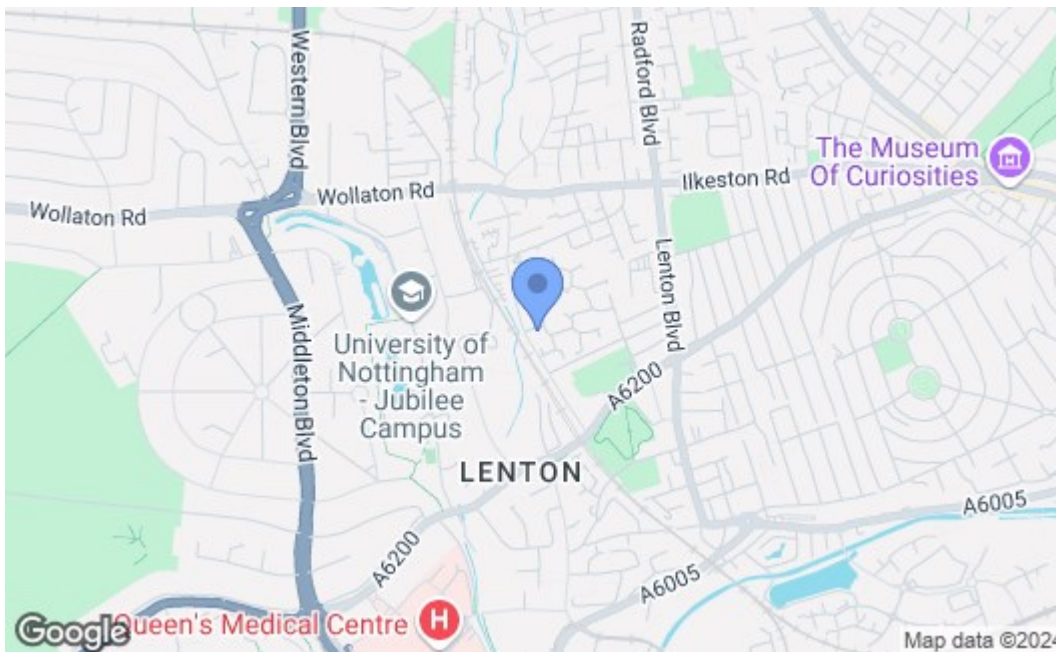 Western Blvd
Radford Blvd
The Museum
Of Curiosities
Ilkeston Rd
Wollaton Rd
Wollaton Rd
Lenton Blvd
University of
Nottingham
- Jubilee
Campus
Middleton Blvd
A6200
LENTON
A6005
A6200
A6005
Queen's Medical Centre
H
Google
Map data ©2024